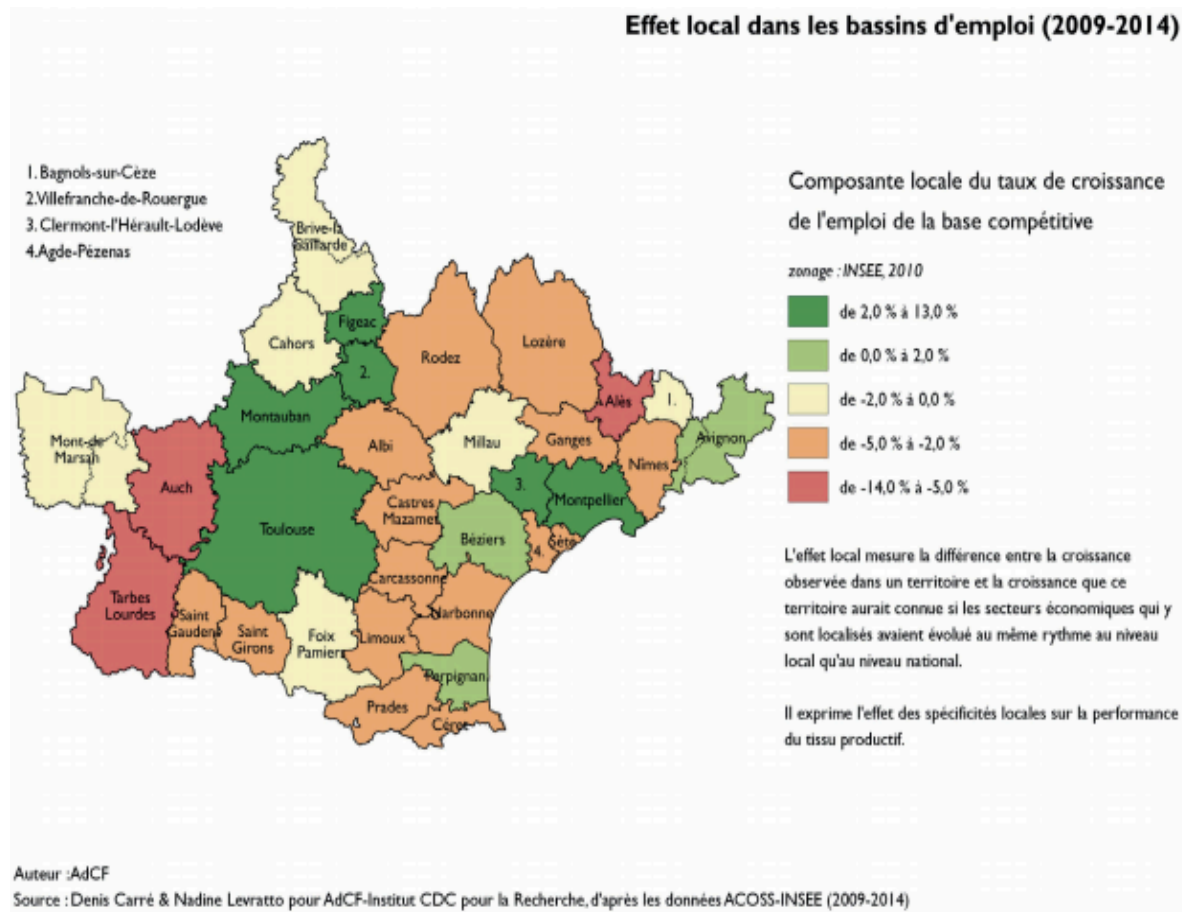 Effet local dans les bassins d'emploi (2009-2014)
1. Bagnols-sur-Cèze
2. Villefranche-de-Rouergue
3. Clermont-l'Hérault-Lodève
4. Agde-Pézenas
Composante locale du taux de croissance
de l'emploi de la base compétitive
zonage : INSEE, 2010
de 2,0 % à 13,0 %
de 0,0 % à 2,0 %
de -2,0 % à 0,0 %
de -5,0 % à -2,0 %
de -14,0 % à -5,0 %
L'effet local mesure la différence entre la croissance
observée dans un territoire et la croissance que ce
territoire aurait connue si les secteurs économiques qui y
sont localisés avaient évolué au même rythme au niveau
local qu'au niveau national.
Il exprime l'effet des spécificités locales sur la performance
du tissu productif.
Brive-la
Gaillarde
Figeac
Cahors
Lozère
Rodez
2.
Alès
1.
Montauban
Mont-de
Marsan
Albi
Millau
Ganges
Avignon
Nîmes
Auch
3.
Montpellier
Castres
Mazamet
Toulouse
Béziers
4.
Sète
Carcassonne
Tarbes
Lourdes
Saint
Gaudens
Saint
Girons
Foix
Pamiers
Limoux
Narbonne
Perpignan
Prades
Céret
Auteur : AdCF
Source : Denis Carré & Nadine Levratto pour AdCF-Institut CDC pour la Recherche, d'après les données ACOSS-INSEE (2009-2014)